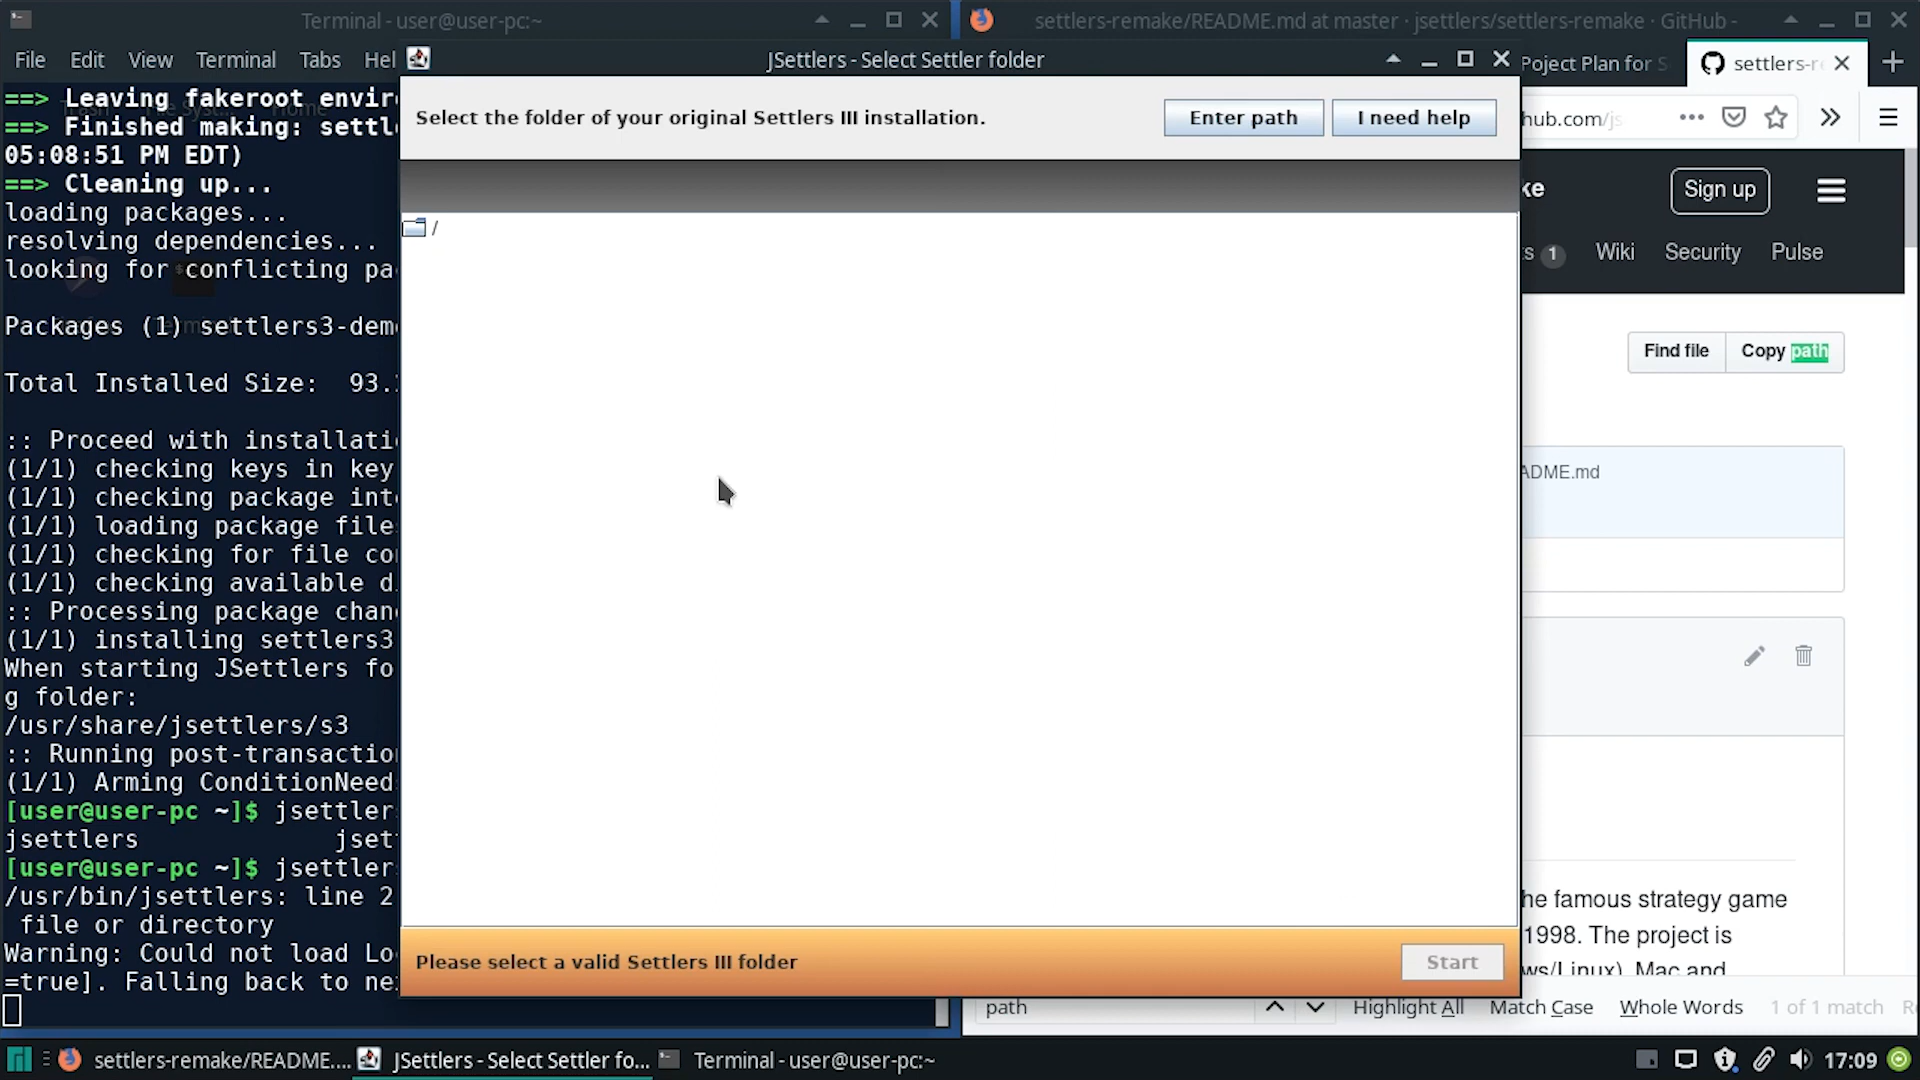 Terminal - user@user-pc:~
settlers-remake/README.md at master · jsettlers/settlers-remake · GitHub -
File Edit View Terminal Tabs Hel
JSettlers - Select Settler folder
Poject Plan for S
settlers-r
==> Leaving fakeroot envir
==> Finished making: settl
05:08:51 PM EDT)
==> Cleaning up...
loading packages...
resolving dependencies...
looking for conflicting pa
Packages (1) settlers3-dem
Total Installed Size: 93.
:: Proceed with installati
(1/1) checking keys in key
(1/1) checking package int
(1/1) loading package file
(1/1) checking for file co
(1/1) checking available d
:: Processing package chan
(1/1) installing settlers3
When starting JSettlers fo
g folder:
/usr/share/jsettlers/s3
:: Running post-transactio
(1/1) Arming ConditionNeed
[user@user-pc ~]$ jsettler
jsettlers jset
[user@user-pc ~]$ jsettler
/usr/bin/jsettlers: line 2
file or directory
Warning: Could not load Lo
=true]. Falling back to ne
Select the folder of your original Settlers III installation.
Enter path
I need help
/
Please select a valid Settlers III folder
Start
hub.com/js
ke
Sign up
s 1 Wiki Security Pulse
Find file
Copy path
ADME.md
he famous strategy game
1998. The project is
ws/Linux), Mac and
path
Highlight All Match Case Whole Words 1 of 1 match
settlers-remake/README....
JSettlers - Select Settler fo...
Terminal - user@user-pc:~
17:09